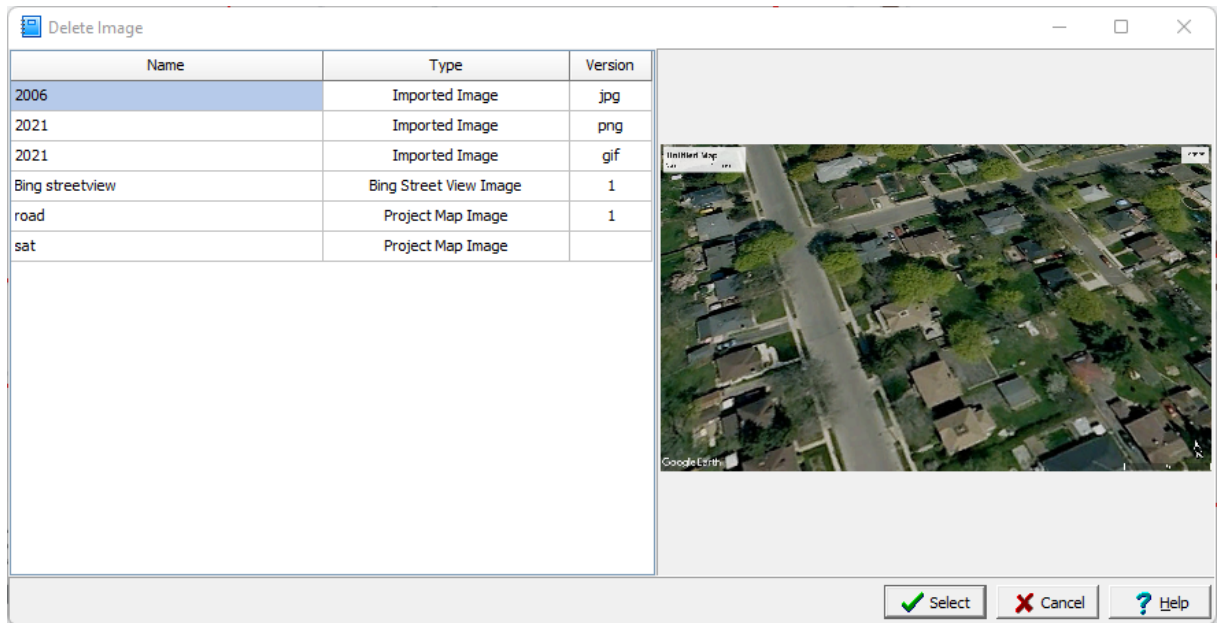 Delete Image
Name Type Version
2006 Imported Image jpg
2021 Imported Image png
2021 Imported Image gif
Bing streetview Bing Street View Image 1
road Project Map Image 1
sat Project Map Image
Untitled Map
Google Earth
Select Cancel Help